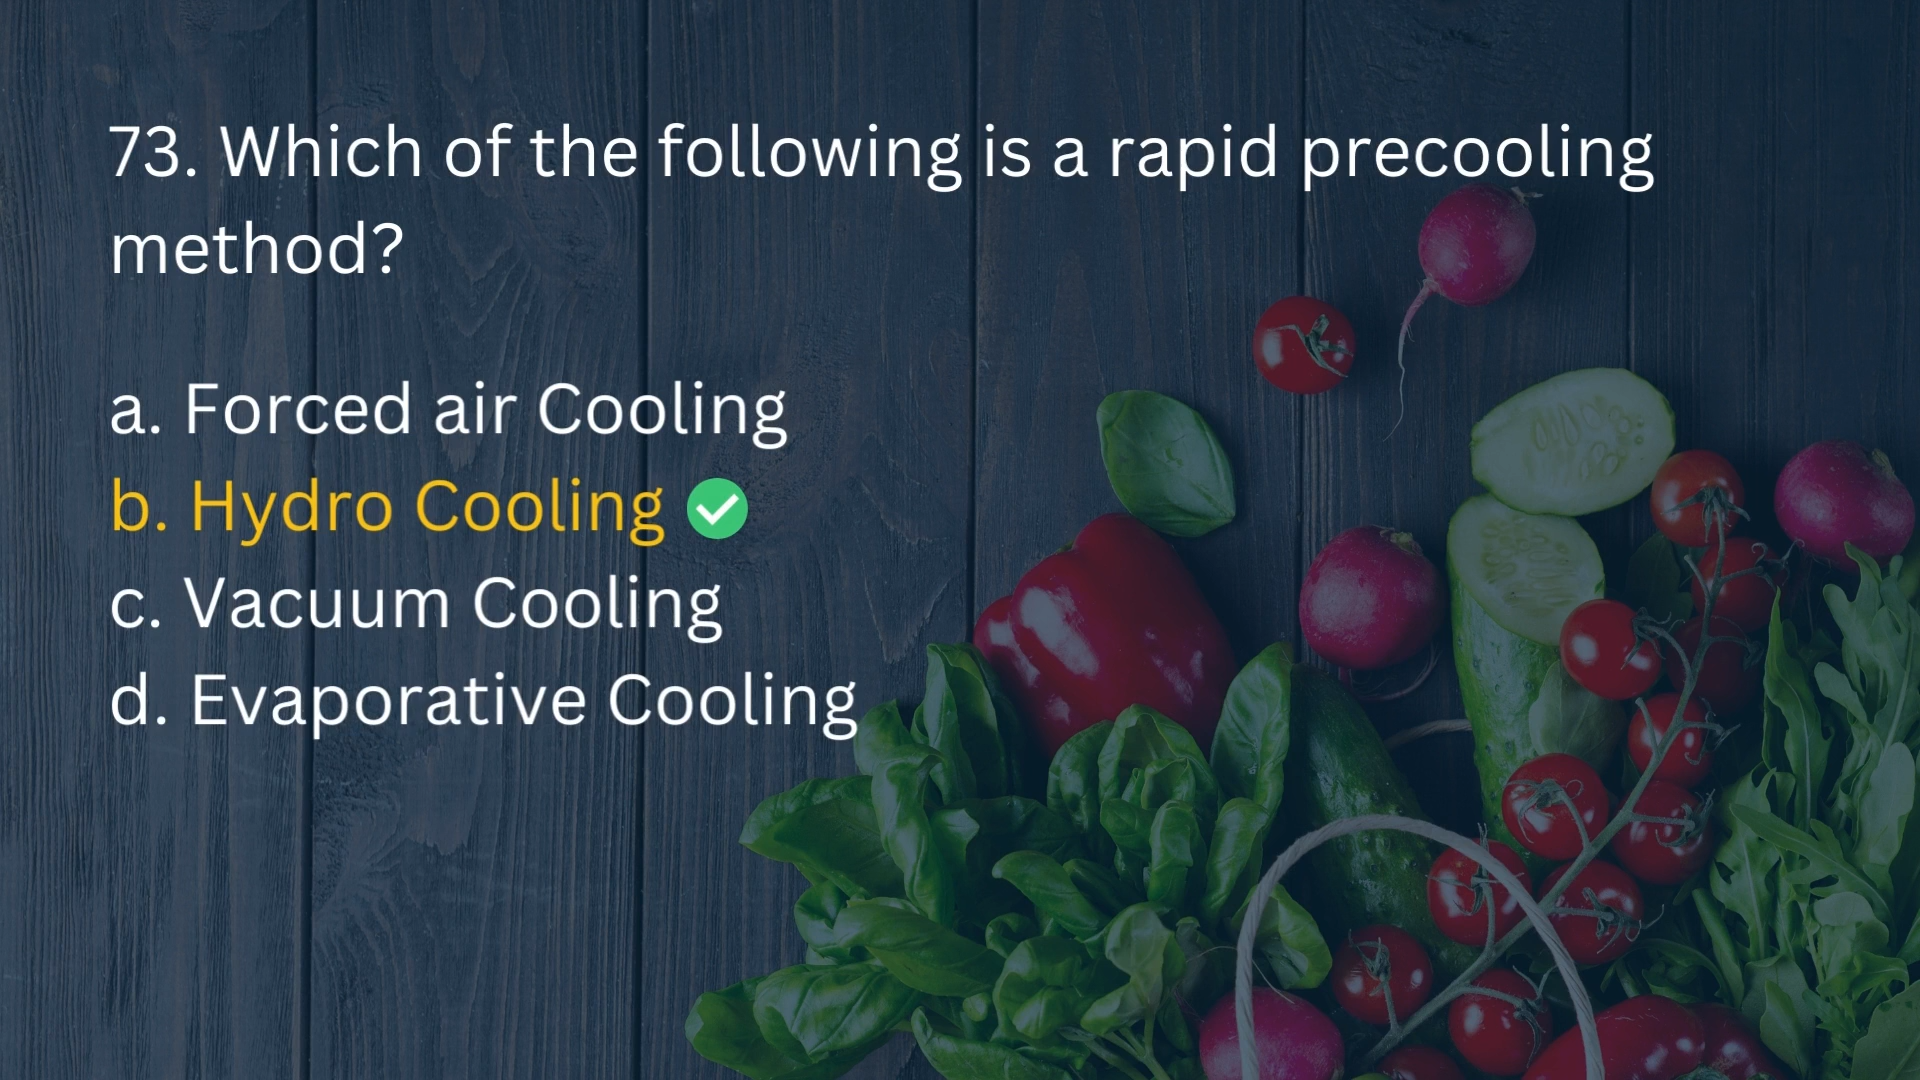 73. Which of the following is a rapid precooling
method?
a. Forced air Cooling
b. Hydro Cooling ✅
c. Vacuum Cooling
d. Evaporative Cooling